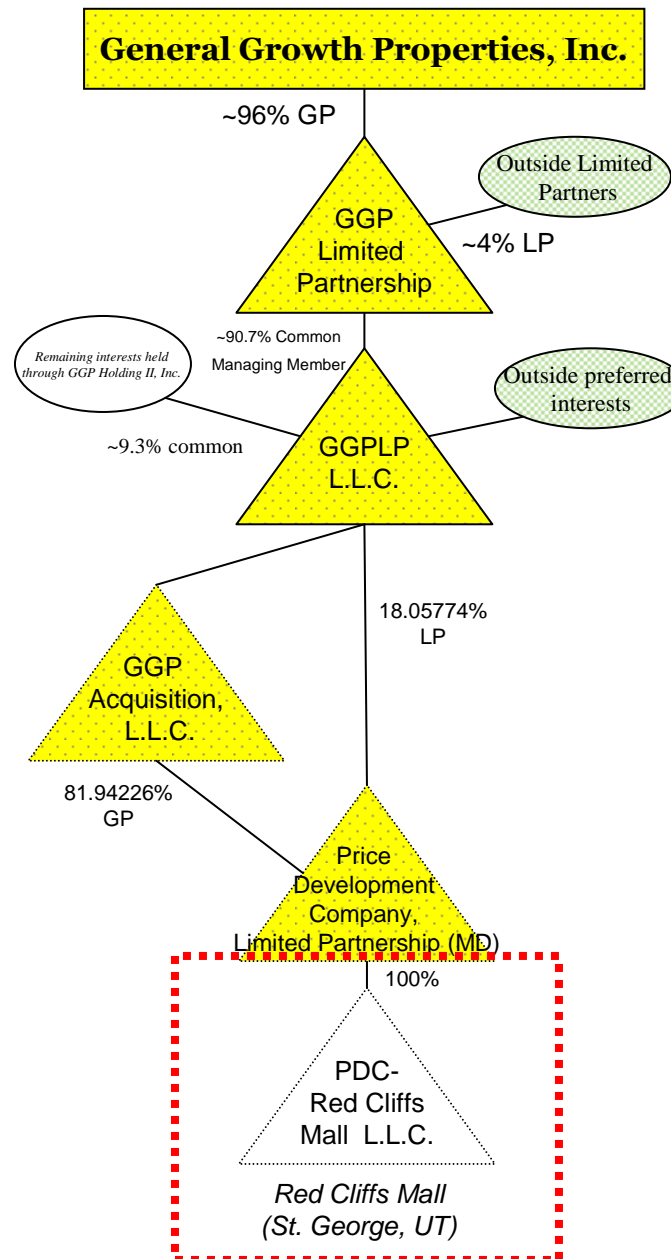 General Growth Properties, Inc.
~96% GP
Outside Limited
Partners
GGP
Limited
Partnership
~4% LP
~90.7% Common
Managing Member
Remaining interests held
through GGP Holding II, Inc.
Outside preferred
interests
~9.3% common
GGPLP
L.L.C.
18.05774%
LP
GGP
Acquisition,
L.L.C.
81.94226%
GP
Price
Development
Company,
Limited Partnership (MD)
100%
PDC-
Red Cliffs
Mall L.L.C.
Red Cliffs Mall
(St. George, UT)